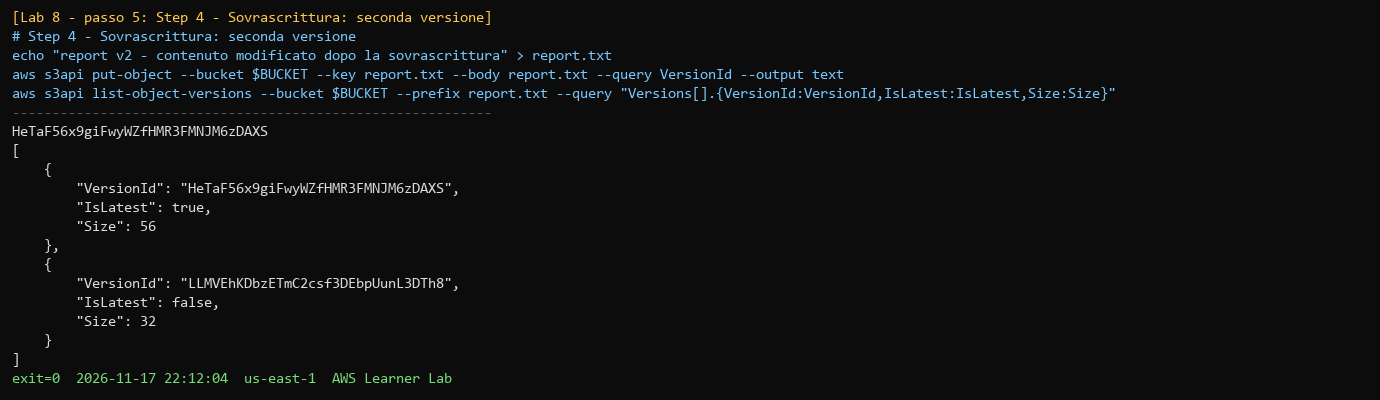 [Lab 8 - passo 5: Step 4 - Sovrascrittura: seconda versione]
# Step 4 - Sovrascrittura: seconda versione
echo "report v2 - contenuto modificato dopo la sovrascrittura" > report.txt
aws s3api put-object --bucket $BUCKET --key report.txt --body report.txt --query VersionId --output text
aws s3api list-object-versions --bucket $BUCKET --prefix report.txt --query "Versions[].{VersionId:VersionId,IsLatest:IsLatest,Size:Size}"
------------------------------------------------------------
HeTaF56x9giFwyWZfHMR3FMNJM6zDAXS
[
    {
        "VersionId": "HeTaF56x9giFwyWZfHMR3FMNJM6zDAXS",
        "IsLatest": true,
        "Size": 56
    },
    {
        "VersionId": "LLMVEhKDbzETmC2csf3DEbpUunL3DTh8",
        "IsLatest": false,
        "Size": 32
    }
]
exit=0  2026-11-17 22:12:04  us-east-1  AWS Learner Lab